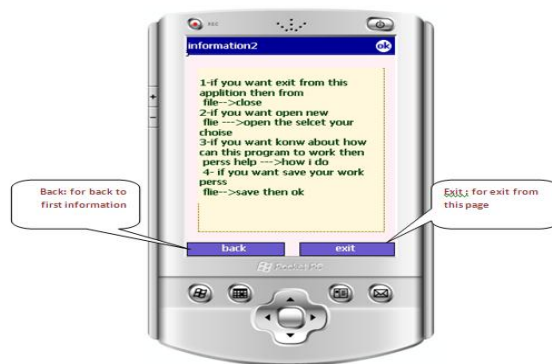 REC
information2
ok
1-if you want exit from this
applition then from
file-->close
2-if you want open new
flie --->open the selcet your
choise
3-if you want konw about how
can this program to work then
perss help --->how i do
4- if you want save your work
perss
flie-->save then ok
Back: for back to
first information
Exit: for exit from
this page
back
exit
Pocket PC